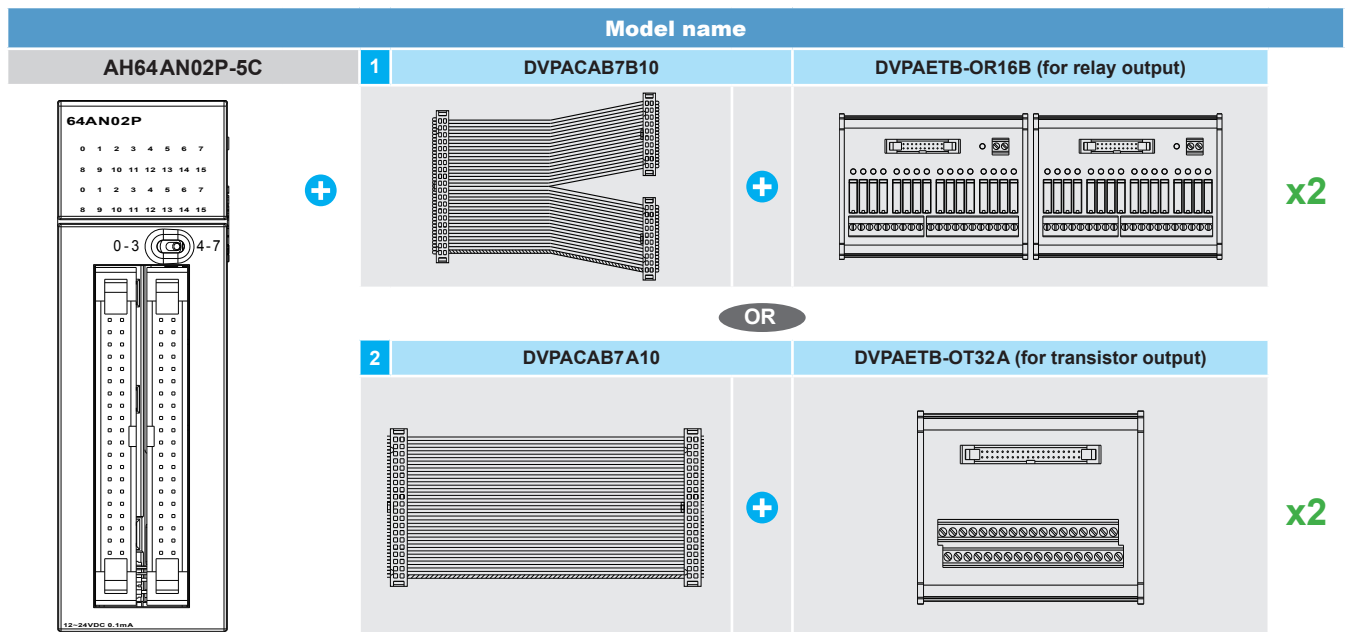 Model name
AH64AN02P-5C
1 DVPACAB7B10 DVPAETB-OR16B (for relay output)
64AN02P
0 1 2 3 4 5 6 7
8 9 10 11 12 13 14 15
0 1 2 3 4 5 6 7
8 9 10 11 12 13 14 15
0-3 4-7
12~24VDC 0.1mA
x2
OR
2 DVPACAB7A10 DVPAETB-OT32A (for transistor output)
x2